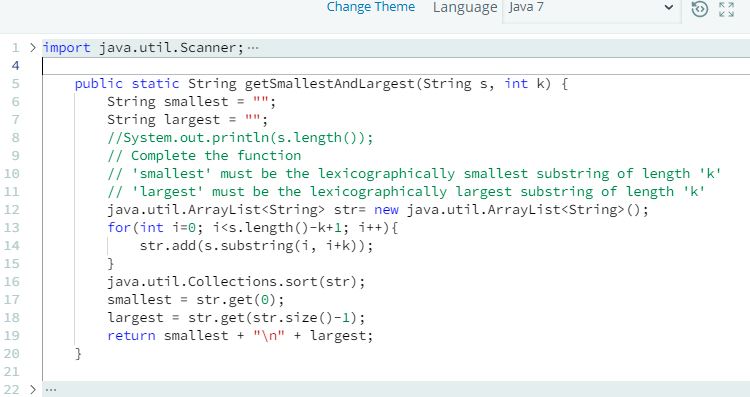 Change Theme Language Java 7
1 > import java.util.Scanner; ...
4
5 public static String getSmallestAndLargest(String s, int k) {
6 String smallest = "";
7 String largest = "";
8 //System.out.println(s.length());
9 // Complete the function
10 // 'smallest' must be the lexicographically smallest substring of length 'k'
11 // 'largest' must be the lexicographically largest substring of length 'k'
12 java.util.ArrayList<String> str= new java.util.ArrayList<String>();
13 for(int i=0; i<s.length()-k+1; i++){
14 str.add(s.substring(i, i+k));
15 }
16 java.util.Collections.sort(str);
17 smallest = str.get(0);
18 largest = str.get(str.size()-1);
19 return smallest + "\n" + largest;
20 }
21
22 > ...